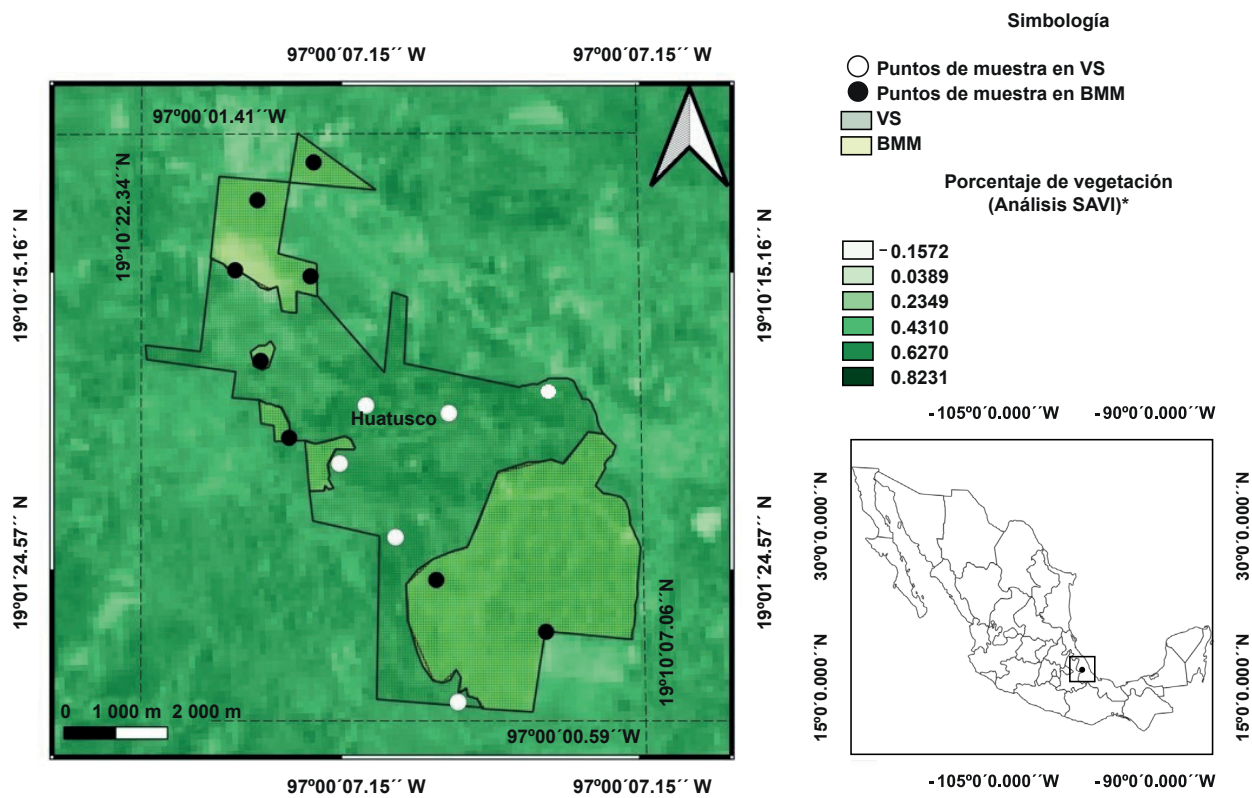 97º00´07.15´´ W
97º00´07.15´´ W
97º00´01.41´´W
19º10´22.34´´N
19º10´15.16´´ N
19º10´15.16´´ N
Huatusco
19º01´24.57´´ N
19º01´24.57´´ N
19º10´07.06´´N
0 1 000 m 2 000 m
97º00´00.59´´W
97º00´07.15´´ W
97º00´07.15´´ W
Simbología
Puntos de muestra en VS
Puntos de muestra en BMM
VS
BMM
Porcentaje de vegetación
(Análisis SAVI)*
-0.1572
0.0389
0.2349
0.4310
0.6270
0.8231
-105º0´0.000´´W
-90º0´0.000´´W
30º0´0.000´´N
30º0´0.000´´N
15º0´0.000´´N
15º0´0.000´´N
-105º0´0.000´´W
-90º0´0.000´´W